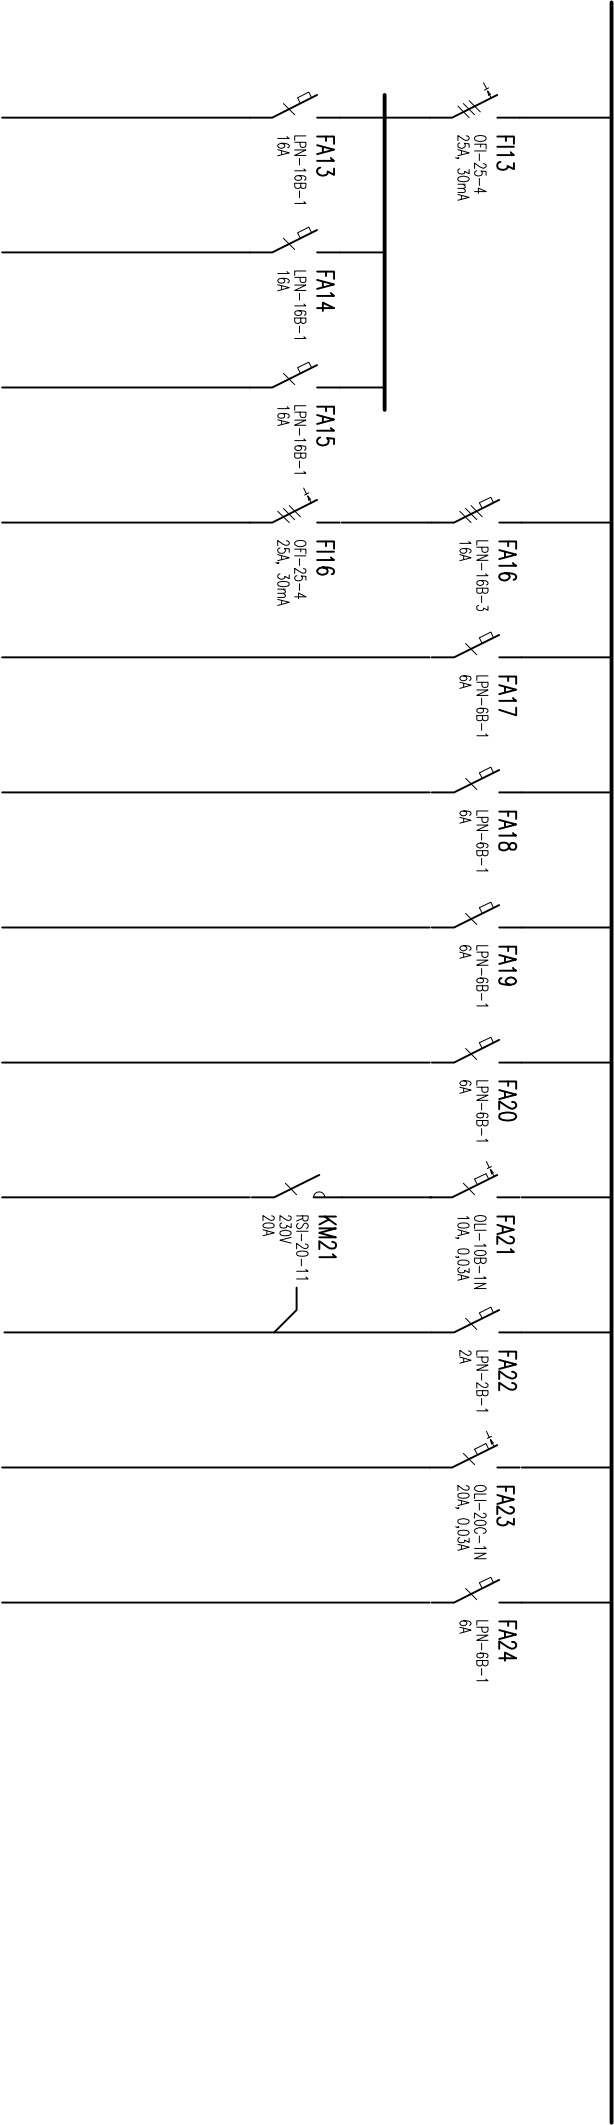 FI13
OFI-25-4
25A, 30mA
FA13
LPN-16B-1
16A
FA14
LPN-16B-1
16A
FA15
LPN-16B-1
16A
FA16
LPN-16B-3
16A
FI16
OFI-25-4
25A, 30mA
FA17
LPN-6B-1
6A
FA18
LPN-6B-1
6A
FA19
LPN-6B-1
6A
FA20
LPN-6B-1
6A
FA21
OLI-10B-1N
10A, 0,03A
KM21
RSI-20-11
230V
20A
FA22
LPN-2B-1
2A
FA23
OLI-20C-1N
20A, 0,03A
FA24
LPN-6B-1
6A